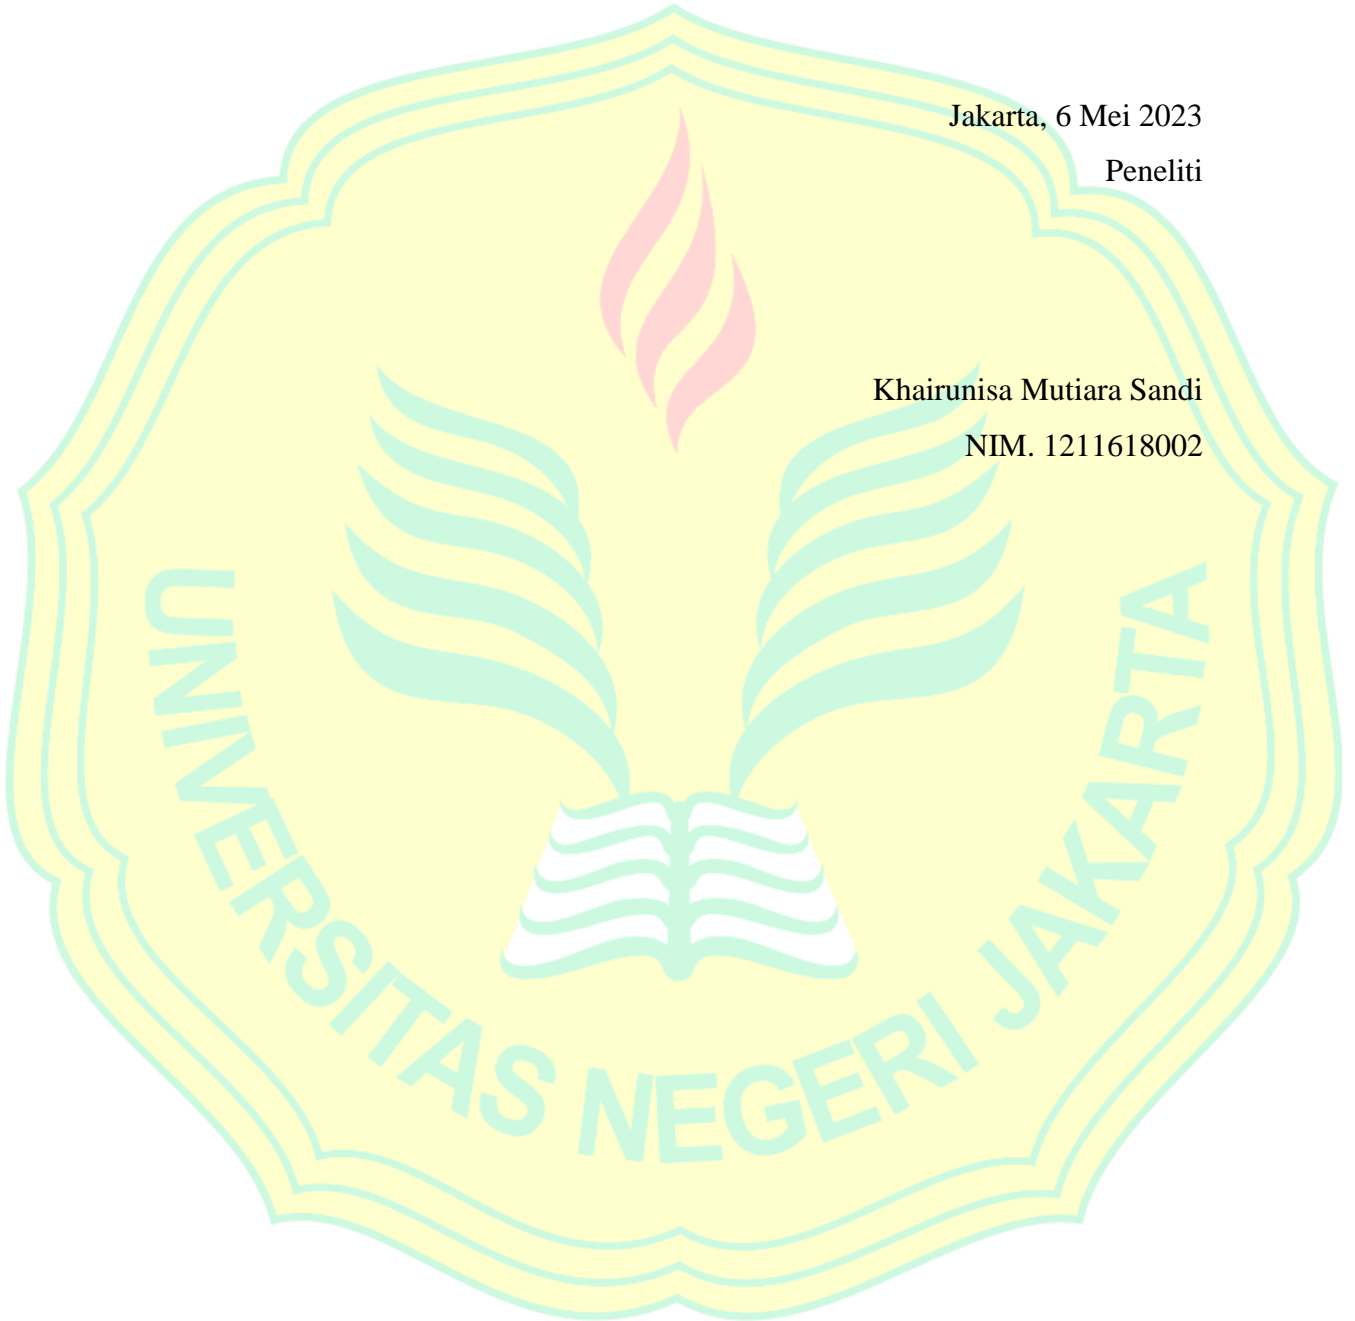 Jakarta, 6 Mei 2023
Peneliti
Khairunisa Mutiara Sandi
NIM. 1211618002
UNIVERSITAS NEGERI JAKARTA